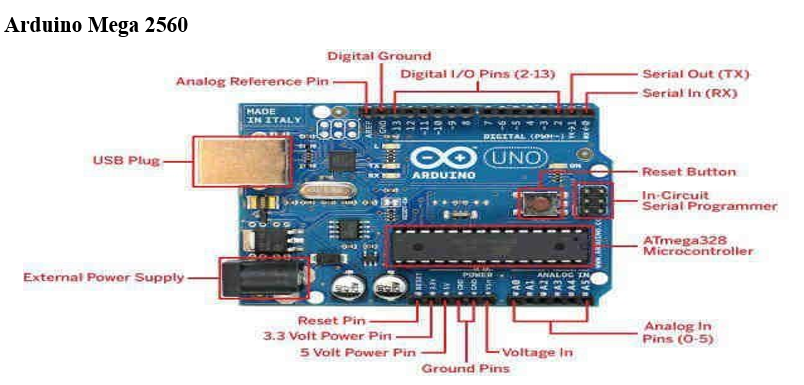 Arduino Mega 2560
Digital Ground
Analog Reference Pin
Digital I/O Pins (2-13)
Serial Out (TX)
Serial In (RX)
MADE
IN ITALY
AREF
GND
13
12
~11
~10
~9
8
7
~6
~5
4
~3
2
DIGITAL (PWM~)
L
TX
RX
ARDUINO
UNO
ON
USB Plug
Reset Button
In-Circuit
Serial Programmer
ATmega328
Microcontroller
External Power Supply
POWER
ANALOG IN
RESET
3.3V
5V
GND
GND
Vin
A0
A1
A2
A3
A4
A5
Reset Pin
3.3 Volt Power Pin
5 Volt Power Pin
Ground Pins
Voltage In
Analog In
Pins (0-5)